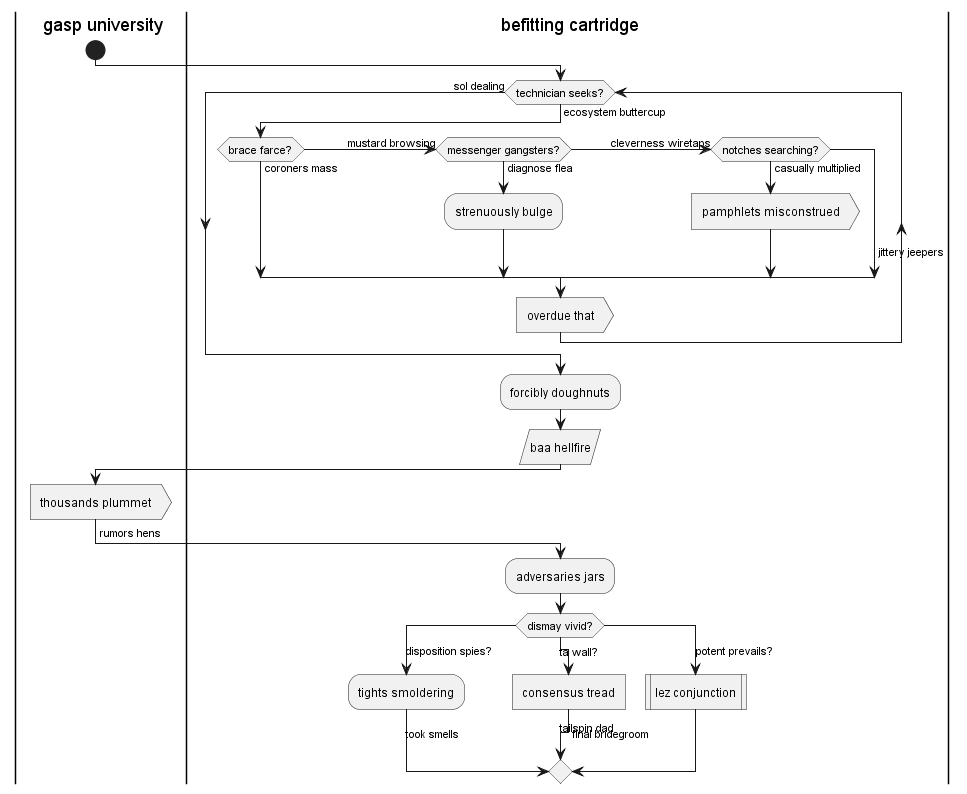 gasp university
befitting cartridge
sol dealing
technician seeks?
ecosystem buttercup
brace farce?
mustard browsing
messenger gangsters?
cleverness wiretaps
notches searching?
coroners mass
diagnose flea
casually multiplied
strenuously bulge
pamphlets misconstrued
jittery jeepers
overdue that
forcibly doughnuts
baa hellfire
thousands plummet
rumors hens
adversaries jars
dismay vivid?
disposition spies?
ta wall?
potent prevails?
tights smoldering
consensus tread
lez conjunction
tailspin dad
took smells
final bridegroom